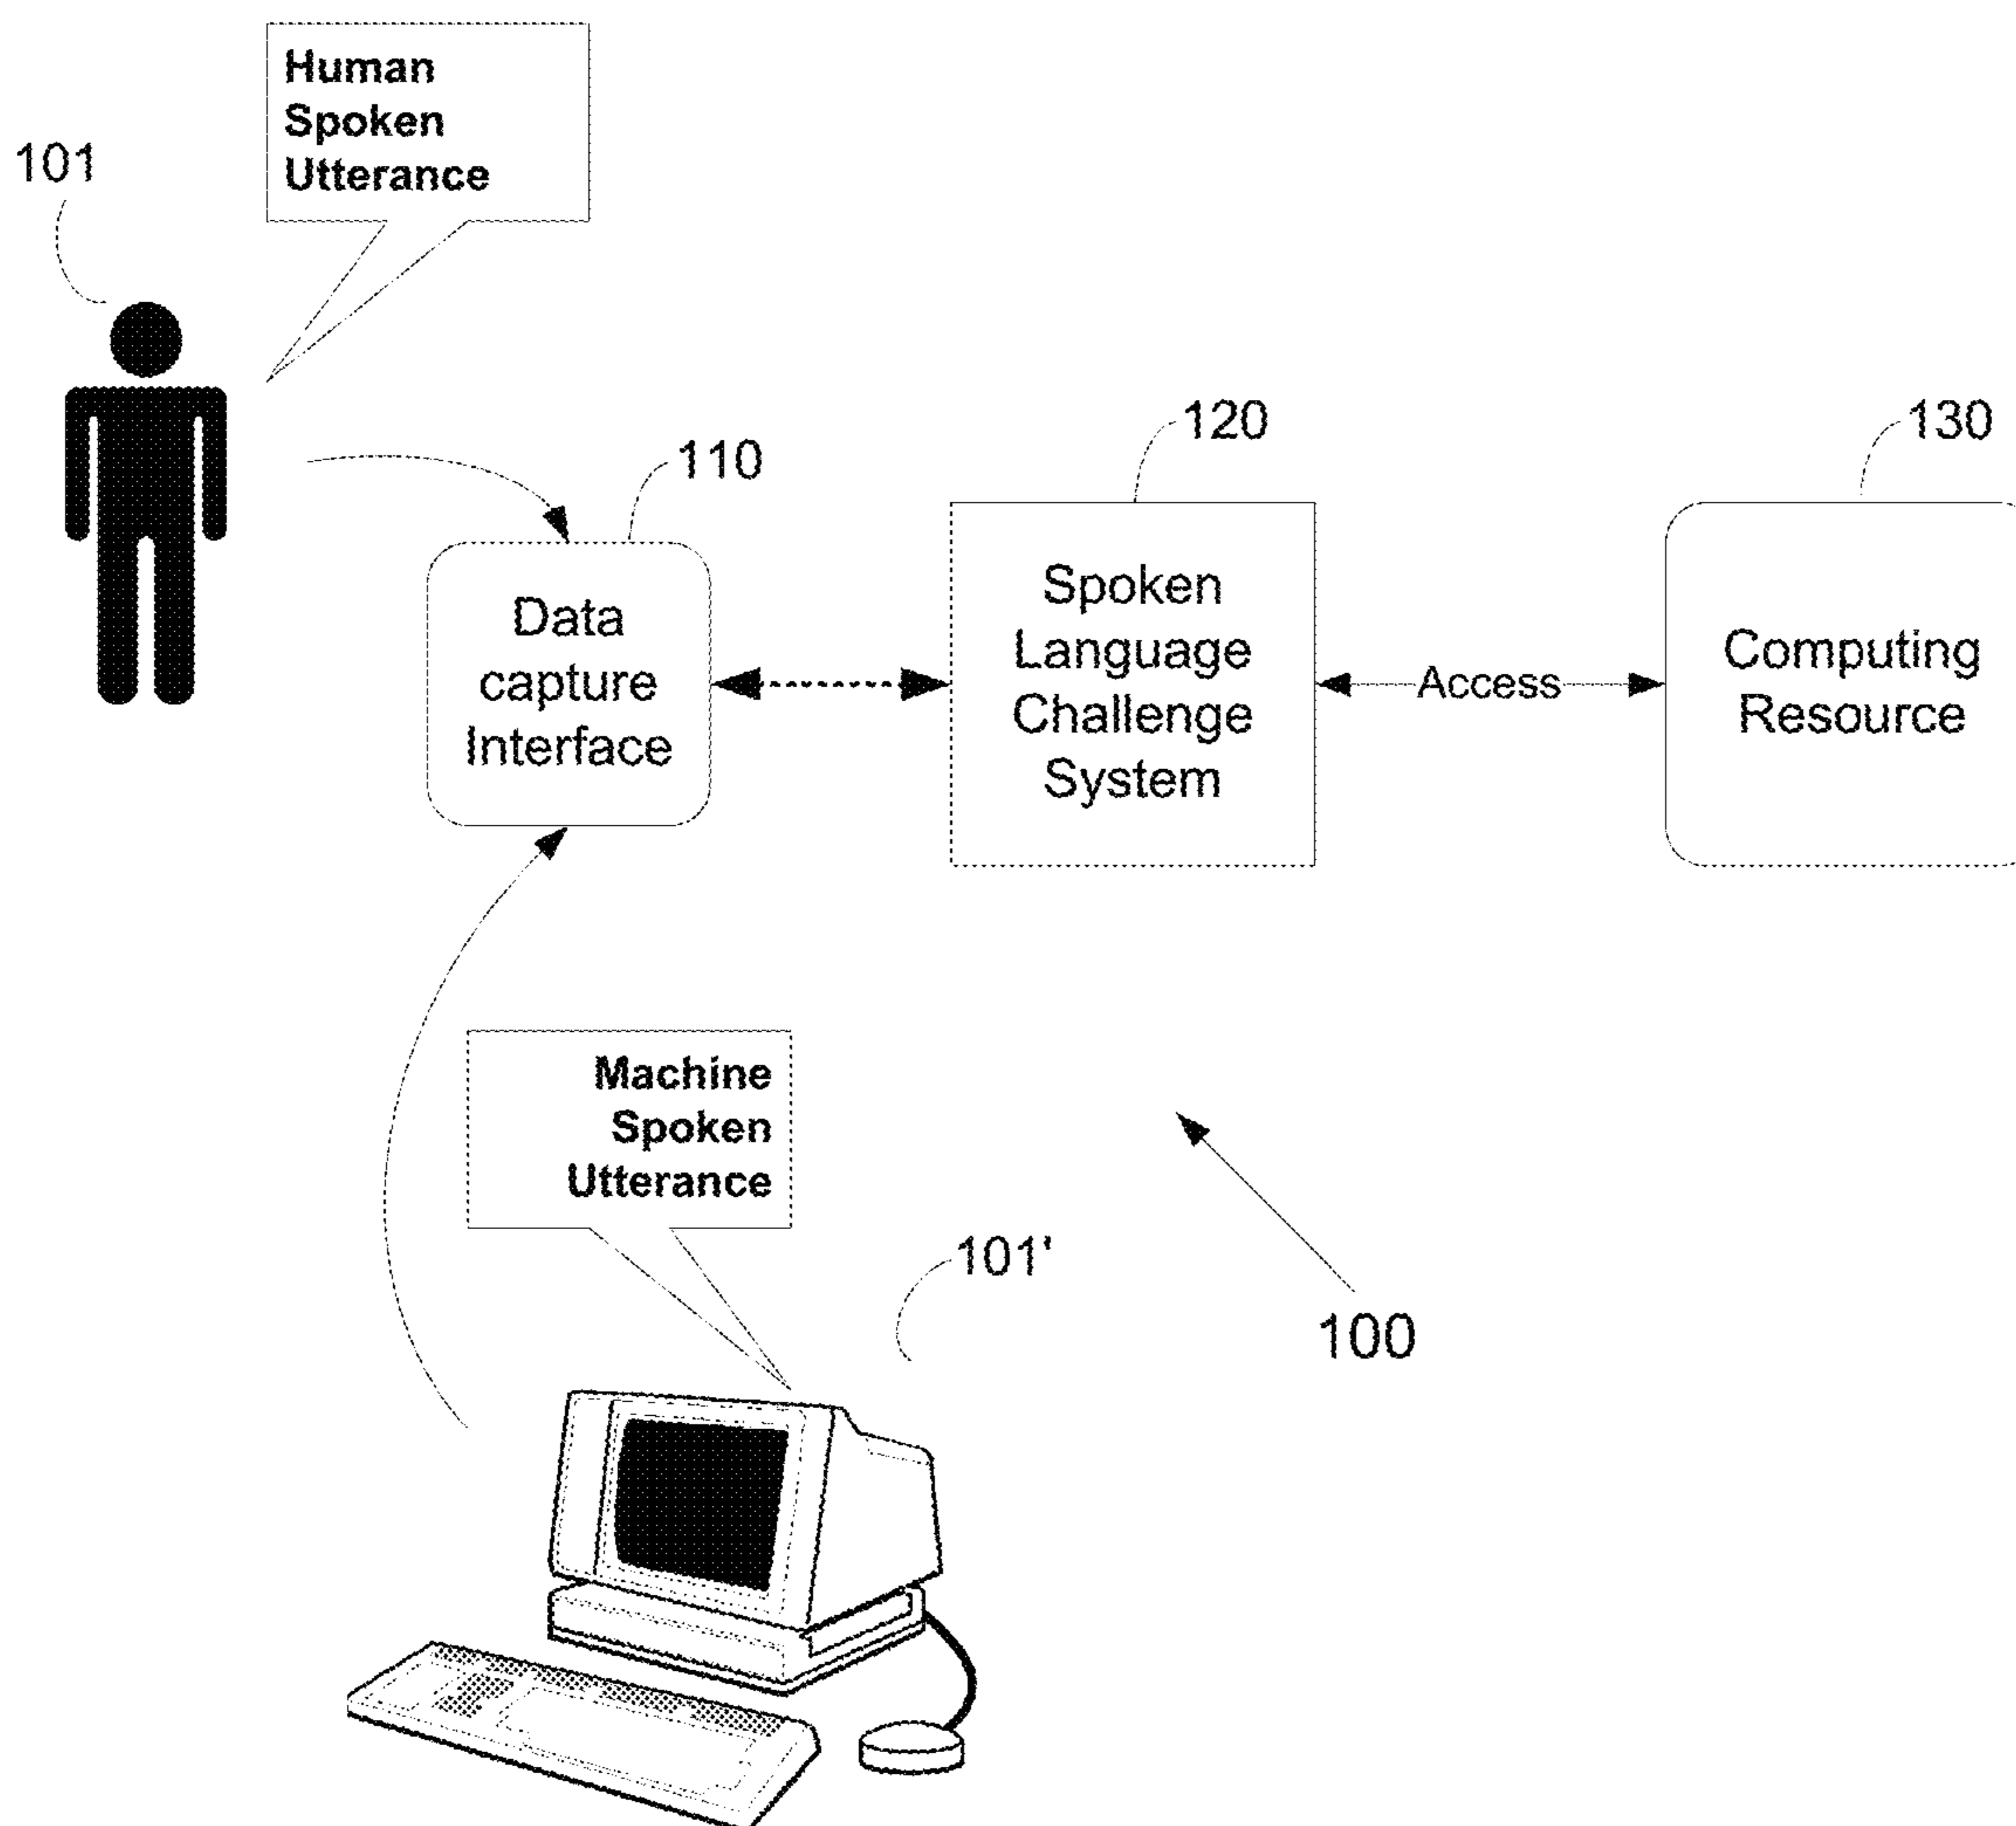 Human
Spoken
Utterance
101
110
120
130
Data
capture
Interface
Spoken
Language
Challenge
System
Access
Computing
Resource
Machine
Spoken
Utterance
101'
100